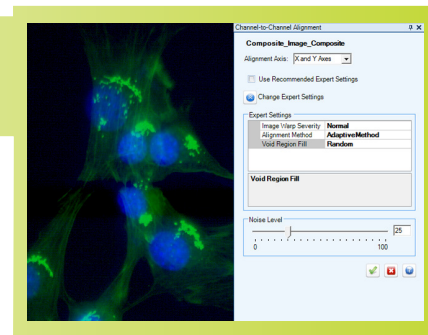 Channel-to-Channel Alignment
Composite_Image_Composite
Alignment Axis: X and Y Axes
Use Recommended Expert Settings
Change Expert Settings
Expert Settings
Image Warp Severity Normal
Alignment Method AdaptiveMethod
Void Region Fill Random
Void Region Fill
Noise Level
25
0 100